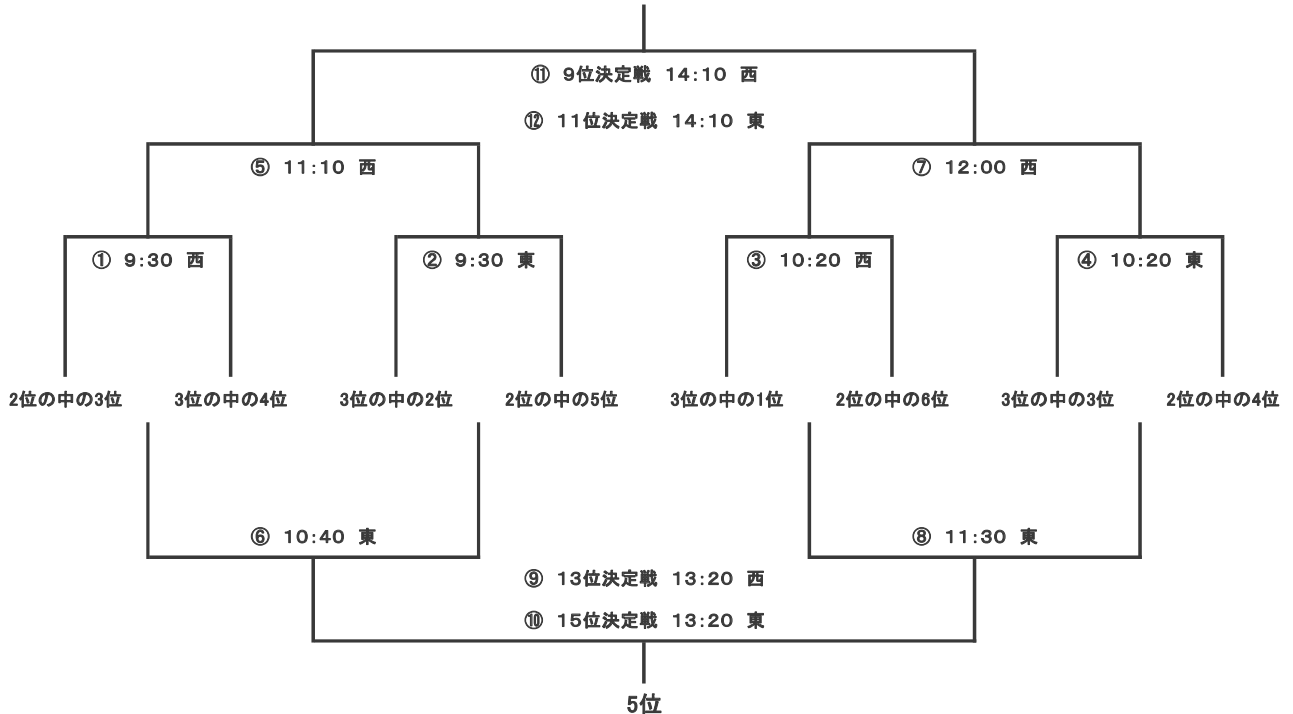 ⑪ 9位決定戦 14:10 西
⑫ 11位決定戦 14:10 東
⑤ 11:10 西
⑦ 12:00 西
① 9:30 西
② 9:30 東
③ 10:20 西
④ 10:20 東
2位の中の3位
3位の中の4位
3位の中の2位
2位の中の5位
3位の中の1位
2位の中の6位
3位の中の3位
2位の中の4位
⑥ 10:40 東
⑧ 11:30 東
⑨ 13位決定戦 13:20 西
⑩ 15位決定戦 13:20 東
5位